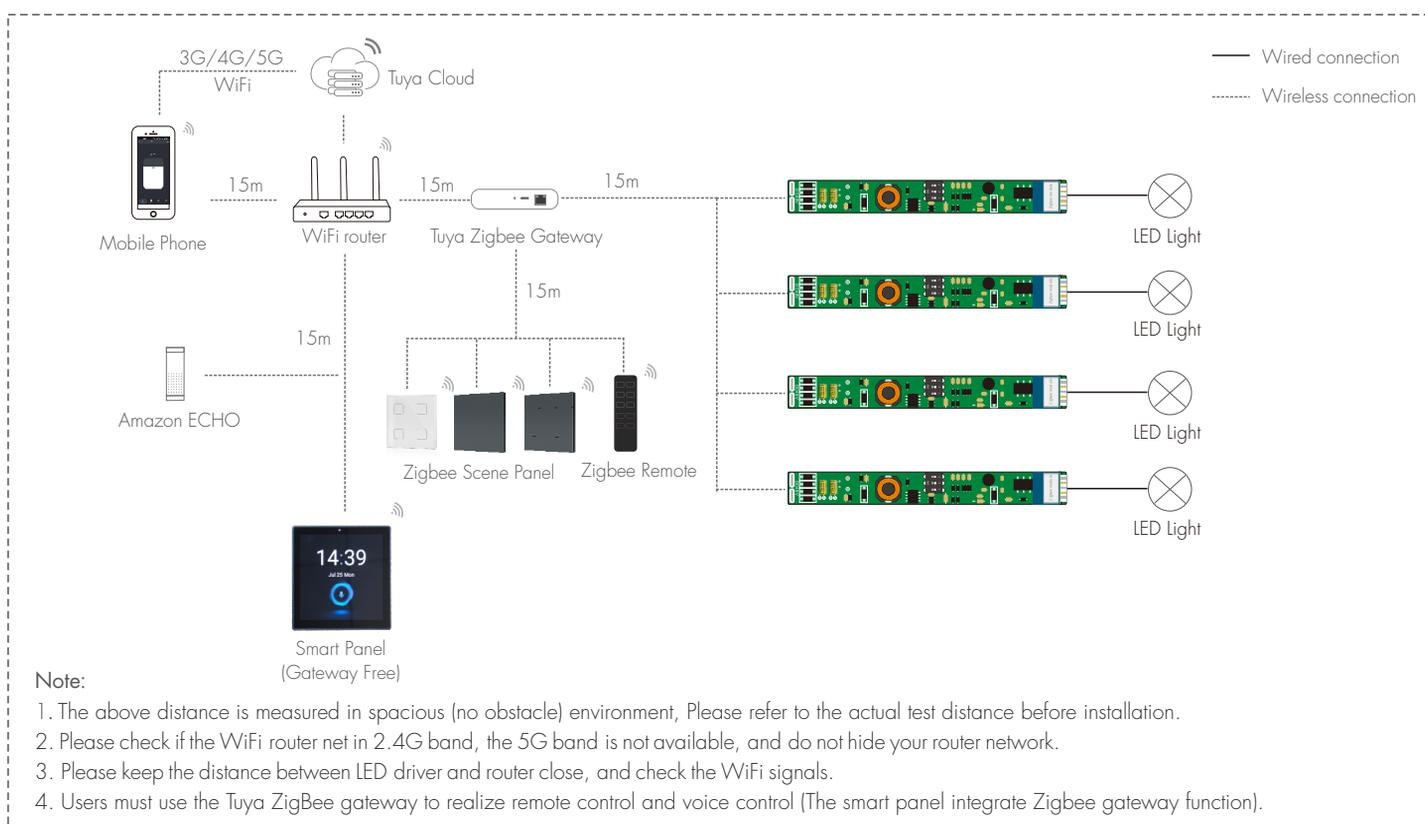 3G/4G/5G
WiFi
Tuya Cloud
Wired connection
Wireless connection
15m
15m
15m
Mobile Phone
WiFi router
Tuya Zigbee Gateway
LED Light
15m
15m
LED Light
Amazon ECHO
LED Light
Zigbee Scene Panel
Zigbee Remote
LED Light
14:39
Jul 25 Mon
Smart Panel
(Gateway Free)
Note:
1. The above distance is measured in spacious (no obstacle) environment, Please refer to the actual test distance before installation.
2. Please check if the WiFi router net in 2.4G band, the 5G band is not available, and do not hide your router network.
3. Please keep the distance between LED driver and router close, and check the WiFi signals.
4. Users must use the Tuya ZigBee gateway to realize remote control and voice control (The smart panel integrate Zigbee gateway function).